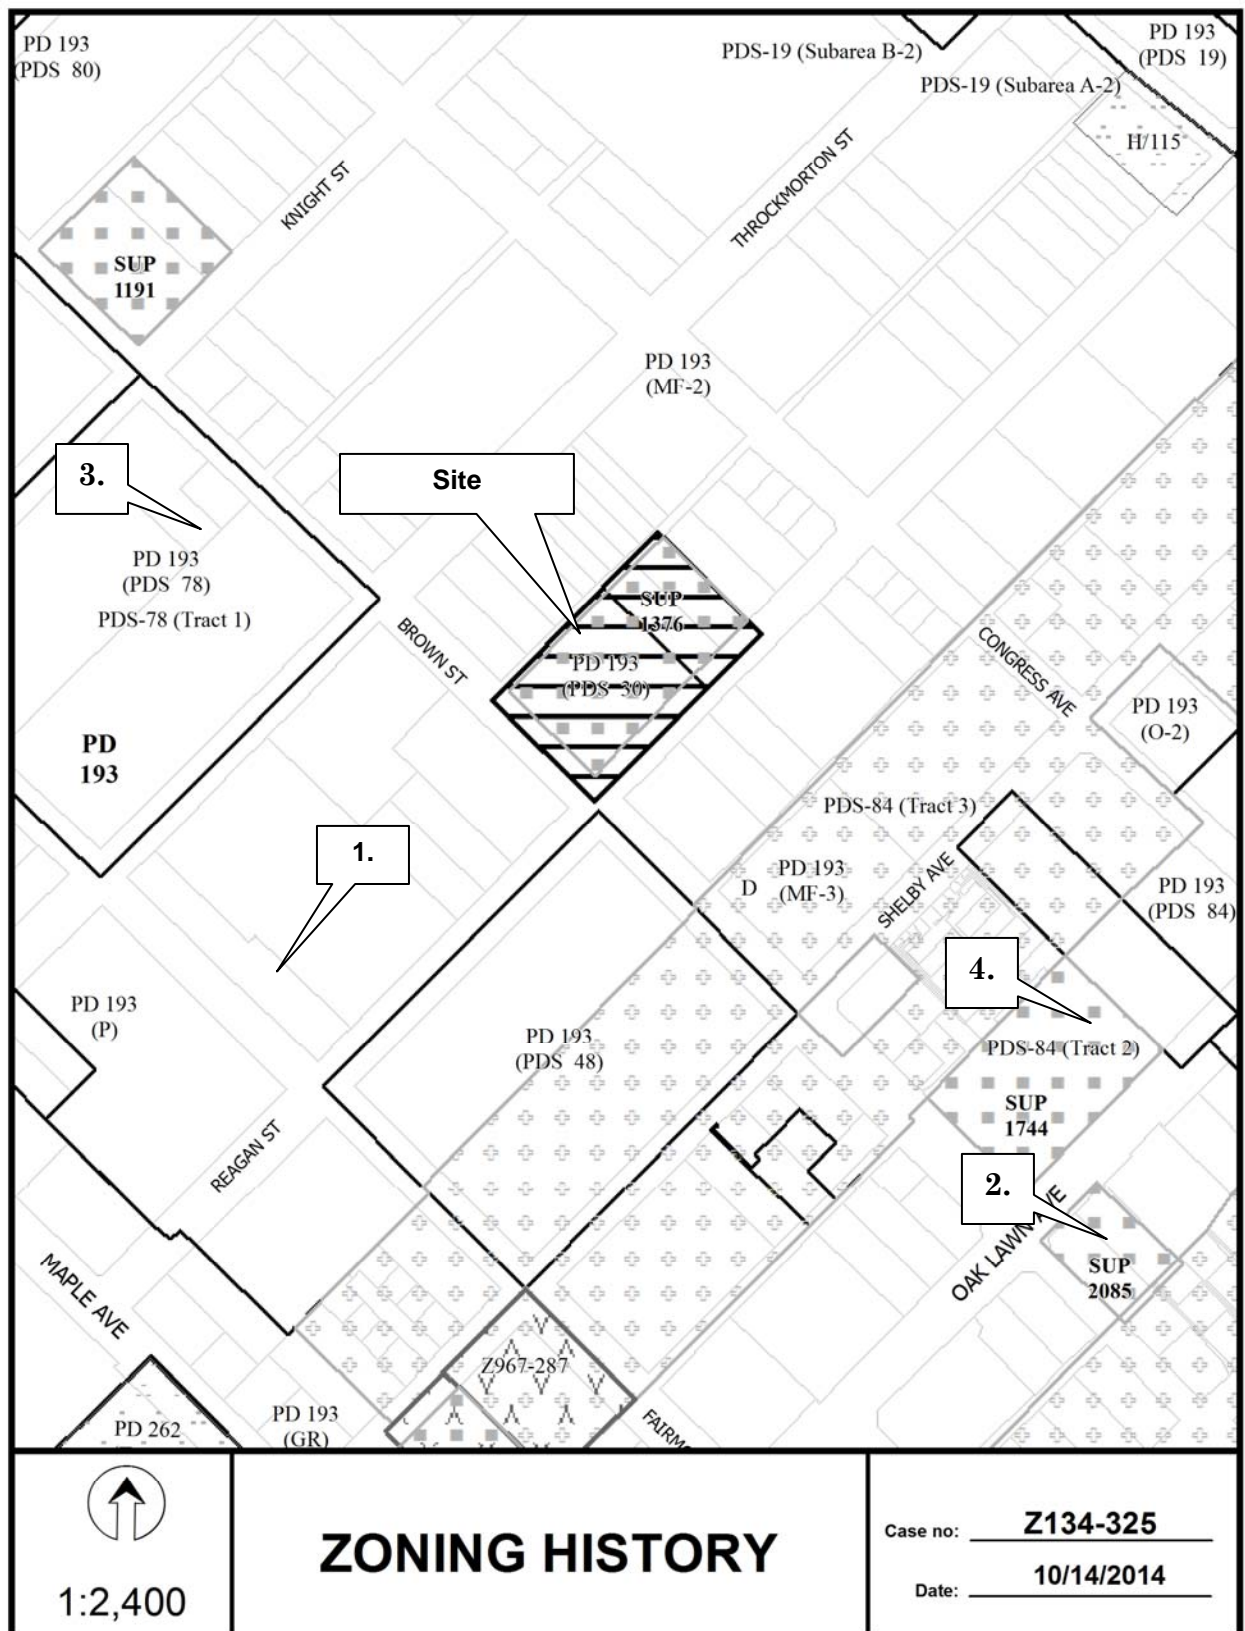 PD 193
(PDS 80)
PDS-19 (Subarea B-2)
PD 193
(PDS 19)
PDS-19 (Subarea A-2)
H/115
KNIGHT ST
THROCKMORTON ST
SUP
1191
PD 193
(MF-2)
3.
Site
PD 193
(PDS 78)
PDS-78 (Tract 1)
SUP
1376
PD 193
(PDS 30)
BROWN ST
CONGRESS AVE
PD 193
(O-2)
PD
193
PDS-84 (Tract 3)
1.
D
PD 193
(MF-3)
SHELBY AVE
PD 193
(PDS 84)
4.
PD 193
(P)
PD 193
(PDS 48)
PDS-84 (Tract 2)
SUP
1744
REAGAN ST
2.
OAK LAWN AVE
SUP
2085
MAPLE AVE
Z967-287
PD 262
PD 193
(GR)
FAIRM
1:2,400
ZONING HISTORY
Case no: Z134-325
Date: 10/14/2014